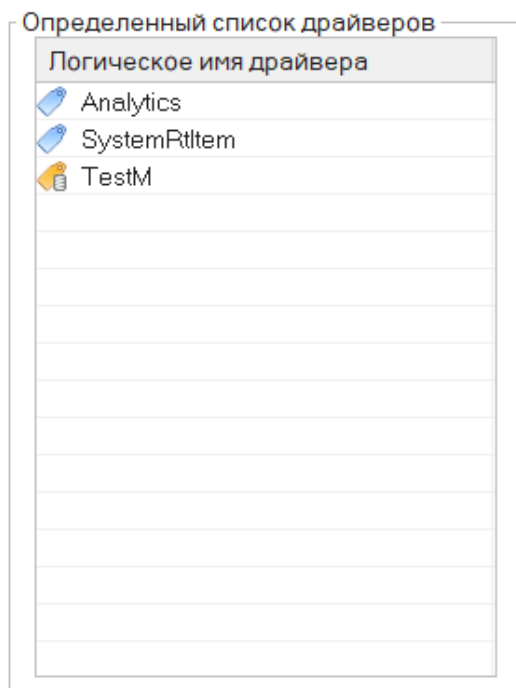 Определенный список драйверов
Логическое имя драйвера
Analytics
SystemRtItem
TestM